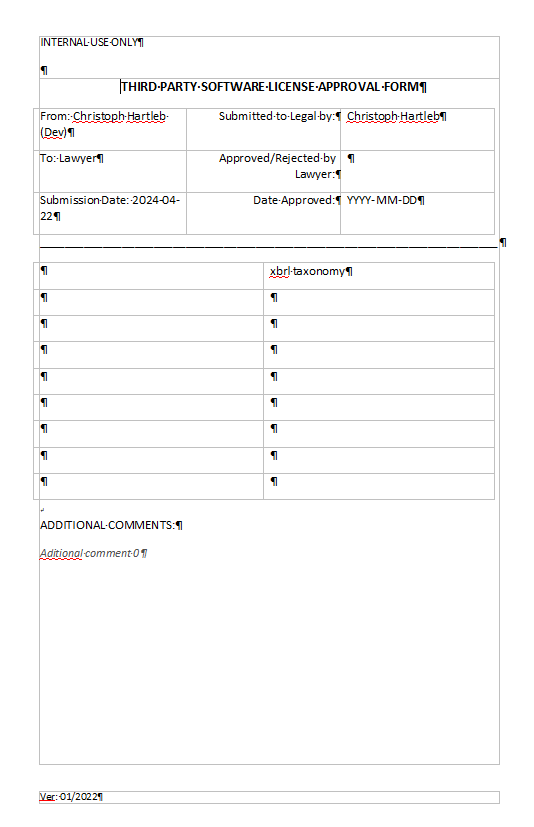 INTERNAL USE ONLY¶
¶
THIRD PARTY SOFTWARE LICENSE APPROVAL FORM¶
From: Christoph Hartleb
(Dev)¶
Submitted to Legal by:¶
Christoph Hartleb¶
To: Lawyer¶
Approved/Rejected by
Lawyer:¶
¶
Submission Date: 2024-04-
22¶
Date Approved:¶
YYYY-MM-DD¶
¶
¶
xbrl taxonomy¶
¶ ¶
¶ ¶
¶ ¶
¶ ¶
¶ ¶
¶ ¶
¶ ¶
¶ ¶
ADDITIONAL COMMENTS:¶
Aditional comment 0¶
Ver: 01/2022¶